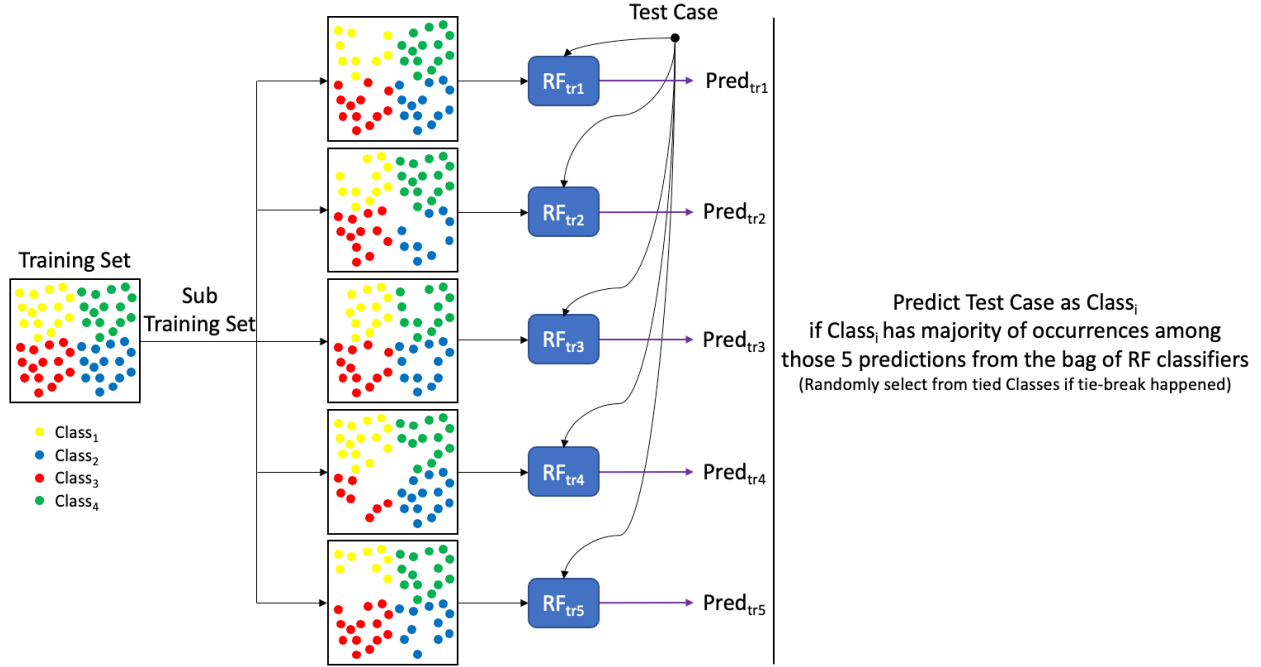 Test Case
RFtr1
Predtr1
RFtr2
Predtr2
Training Set
Sub
Training Set
RFtr3
Predtr3
RFtr4
Predtr4
RFtr5
Predtr5
Class1
Class2
Class3
Class4
Predict Test Case as Classi
if Classi has majority of occurrences among
those 5 predictions from the bag of RF classifiers
(Randomly select from tied Classes if tie-break happened)